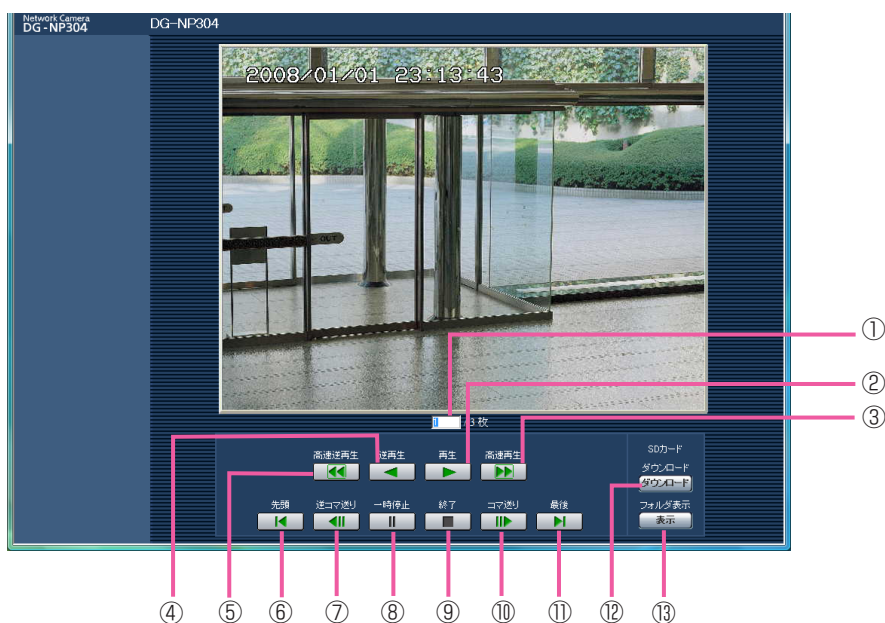 Network Camera
DG-NP304
DG-NP304
2008/01/01 23:13:43
OUT
①
②
③
1 /3 枚
高速逆再生 逆再生 再生 高速再生
SDカード
ダウンロード
ダウンロード
先頭 逆コマ送り 一時停止 終了 コマ送り 最後
フォルダ表示
表示
④ ⑤ ⑥ ⑦ ⑧ ⑨ ⑩ ⑪ ⑫ ⑬